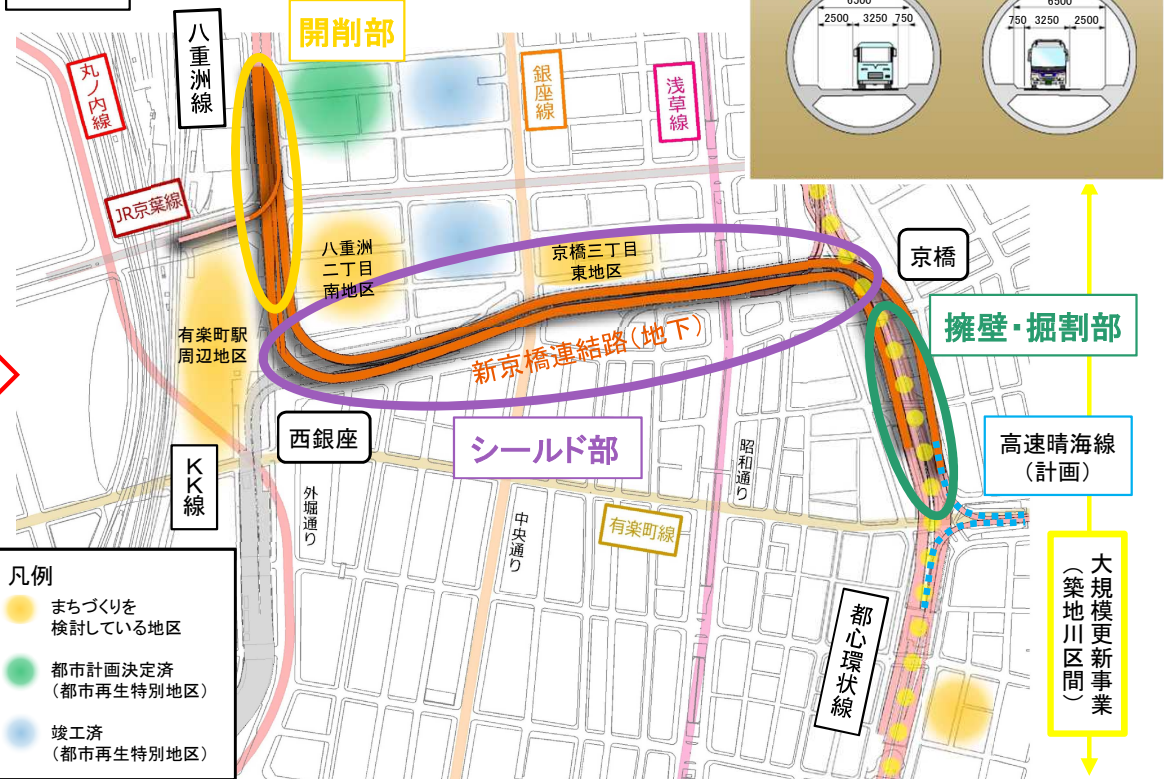 6500
2500 3250 750
6500
750 3250 2500
八重洲線
開削部
丸ノ内線
銀座線
浅草線
JR京葉線
八重洲
二丁目
南地区
京橋三丁目
東地区
京橋
有楽町駅
周辺地区
新京橋連結路(地下)
擁壁・掘割部
西銀座
シールド部
高速晴海線
(計画)
KK線
外堀通り
中央通り
昭和通り
有楽町線
都心環状線
大規模更新事業
(築地川区間)
凡例
まちづくりを
検討している地区
都市計画決定済
(都市再生特別地区)
竣工済
(都市再生特別地区)